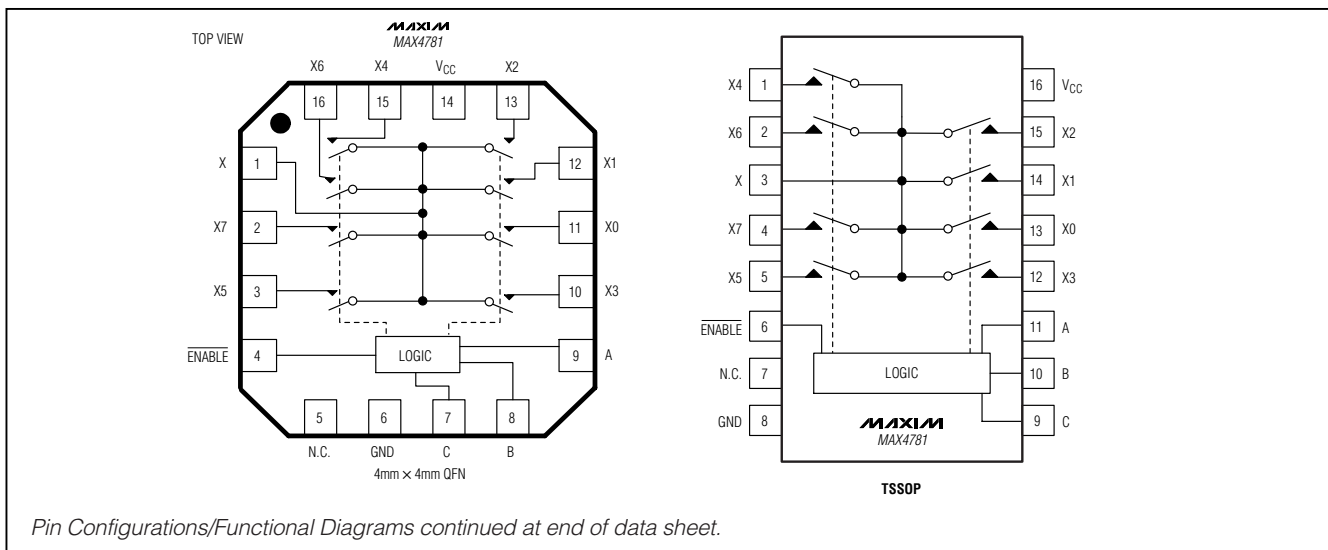 TOP VIEW
MAXIM
MAX4781
X6 X4 VCC X2
16 15 14 13
X 1 12 X1
X7 2 11 X0
X5 3 10 X3
ENABLE 4 LOGIC 9 A
5 6 7 8
N.C. GND C B
4mm × 4mm QFN
X4 1 16 VCC
X6 2 15 X2
X 3 14 X1
X7 4 13 X0
X5 5 12 X3
ENABLE 6 11 A
N.C. 7 LOGIC 10 B
GND 8 9 C
MAXIM
MAX4781
TSSOP
Pin Configurations/Functional Diagrams continued at end of data sheet.